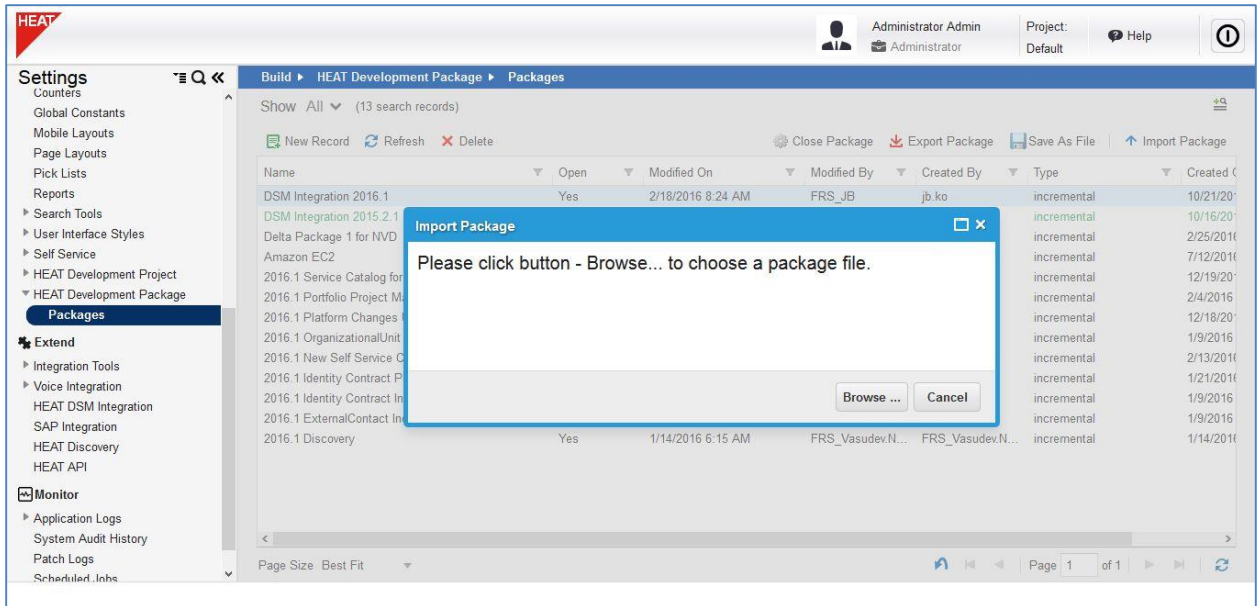 HEAT
Administrator Admin
Administrator
Project:
Default
Help
Settings
Counters
Global Constants
Mobile Layouts
Page Layouts
Pick Lists
Reports
Search Tools
User Interface Styles
Self Service
HEAT Development Project
HEAT Development Package
Packages
Extend
Integration Tools
Voice Integration
HEAT DSM Integration
SAP Integration
HEAT Discovery
HEAT API
Monitor
Application Logs
System Audit History
Patch Logs
Scheduled Jobs
Build HEAT Development Package Packages
Show All (13 search records)
New Record Refresh Delete Close Package Export Package Save As File Import Package
Name Open Modified On Modified By Created By Type Created
DSM Integration 2016.1 Yes 2/18/2016 8:24 AM FRS_JB jb.ko incremental 10/21/20
DSM Integration 2015.2.1 incremental 10/16/20
Delta Package 1 for NVD incremental 2/25/2016
Amazon EC2 incremental 7/12/2016
2016.1 Service Catalog for incremental 12/19/20
2016.1 Portfolio Project incremental 2/4/2016
2016.1 Platform Changes incremental 12/18/20
2016.1 OrganizationalUnit incremental 1/9/2016
2016.1 New Self Service C incremental 2/13/2016
2016.1 Identity Contract P incremental 1/21/2016
2016.1 Identity Contract In incremental 1/9/2016
2016.1 ExternalContact In incremental 1/9/2016
2016.1 Discovery Yes 1/14/2016 6:15 AM FRS_Vasudev.N... FRS_Vasudev.N... incremental 1/14/2016
Import Package
Please click button - Browse... to choose a package file.
Browse ... Cancel
Page Size Best Fit Page 1 of 1